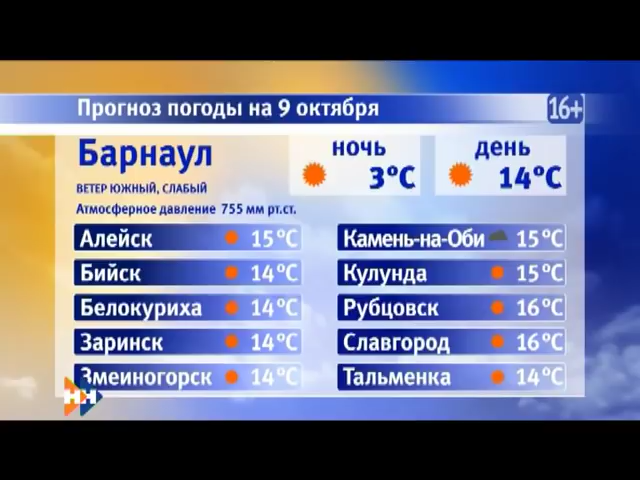 Прогноз погоды на 9 октября 16+
Барнаул
ночь
3°C
день
14°C
ВЕТЕР ЮЖНЫЙ, СЛАБЫЙ
Атмосферное давление 755 мм рт.ст.
Алейск 15°C
Бийск 14°C
Белокуриха 14°C
Заринск 14°C
Змеиногорск 14°C
Камень-на-Оби 15°C
Кулунда 15°C
Рубцовск 16°C
Славгород 16°C
Тальменка 14°C
НН